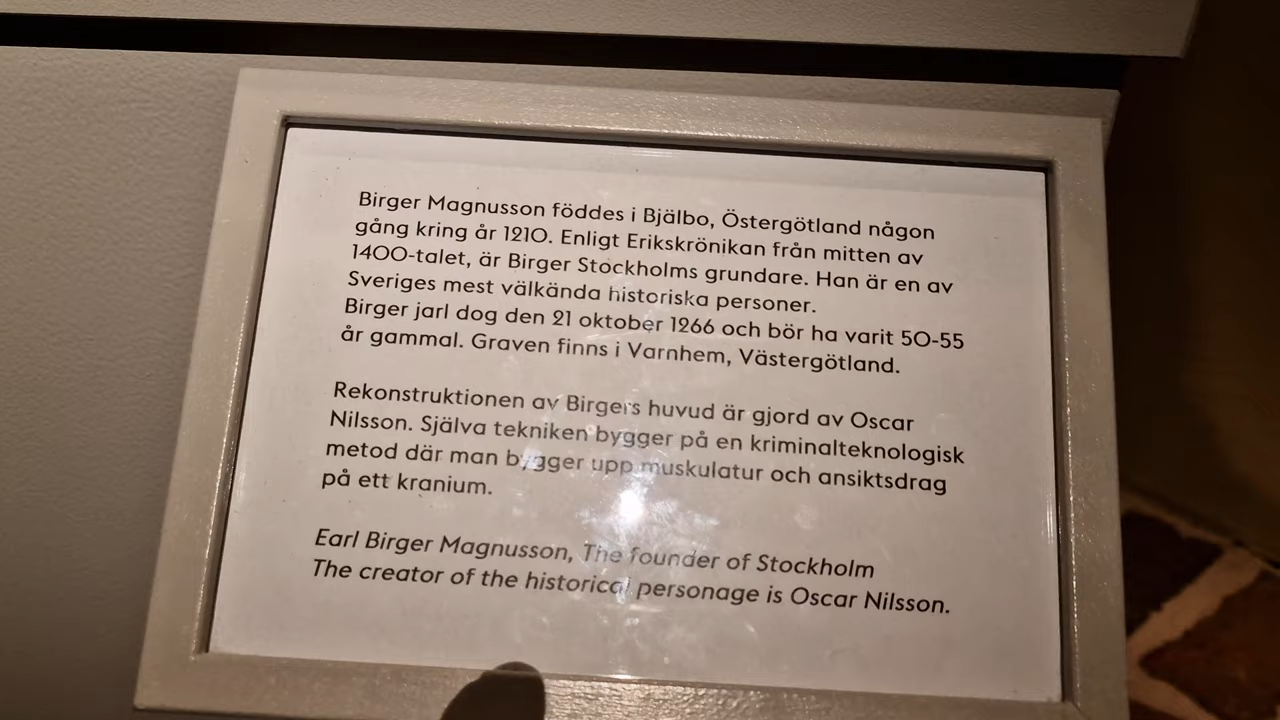 Birger Magnusson föddes i Bjälbo, Östergötland någon
gång kring år 1210. Enligt Erikskrönikan från mitten av
1400-talet, är Birger Stockholms grundare. Han är en av
Sveriges mest välkända historiska personer.
Birger jarl dog den 21 oktober 1266 och bör ha varit 50-55
år gammal. Graven finns i Varnhem, Västergötland.
Rekonstruktionen av Birgers huvud är gjord av Oscar
Nilsson. Själva tekniken bygger på en kriminalteknologisk
metod där man bygger upp muskulatur och ansiktsdrag
på ett kranium.
Earl Birger Magnusson, The founder of Stockholm
The creator of the historical personage is Oscar Nilsson.